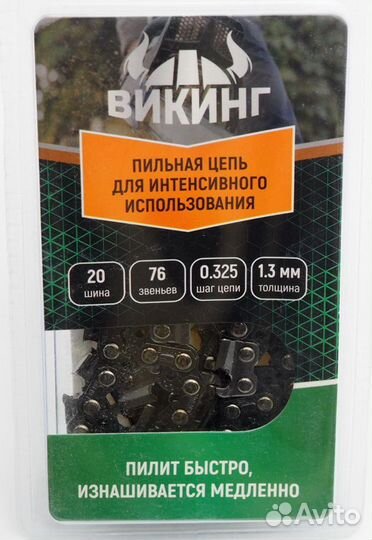 ВИКИНГ
ПИЛЬНАЯ ЦЕПЬ
ДЛЯ ИНТЕНСИВНОГО
ИСПОЛЬЗОВАНИЯ
20
шина
76
звеньев
0.325
шаг цепи
1.3 мм
толщина
ПИЛИТ БЫСТРО,
ИЗНАШИВАЕТСЯ МЕДЛЕННО
Avito